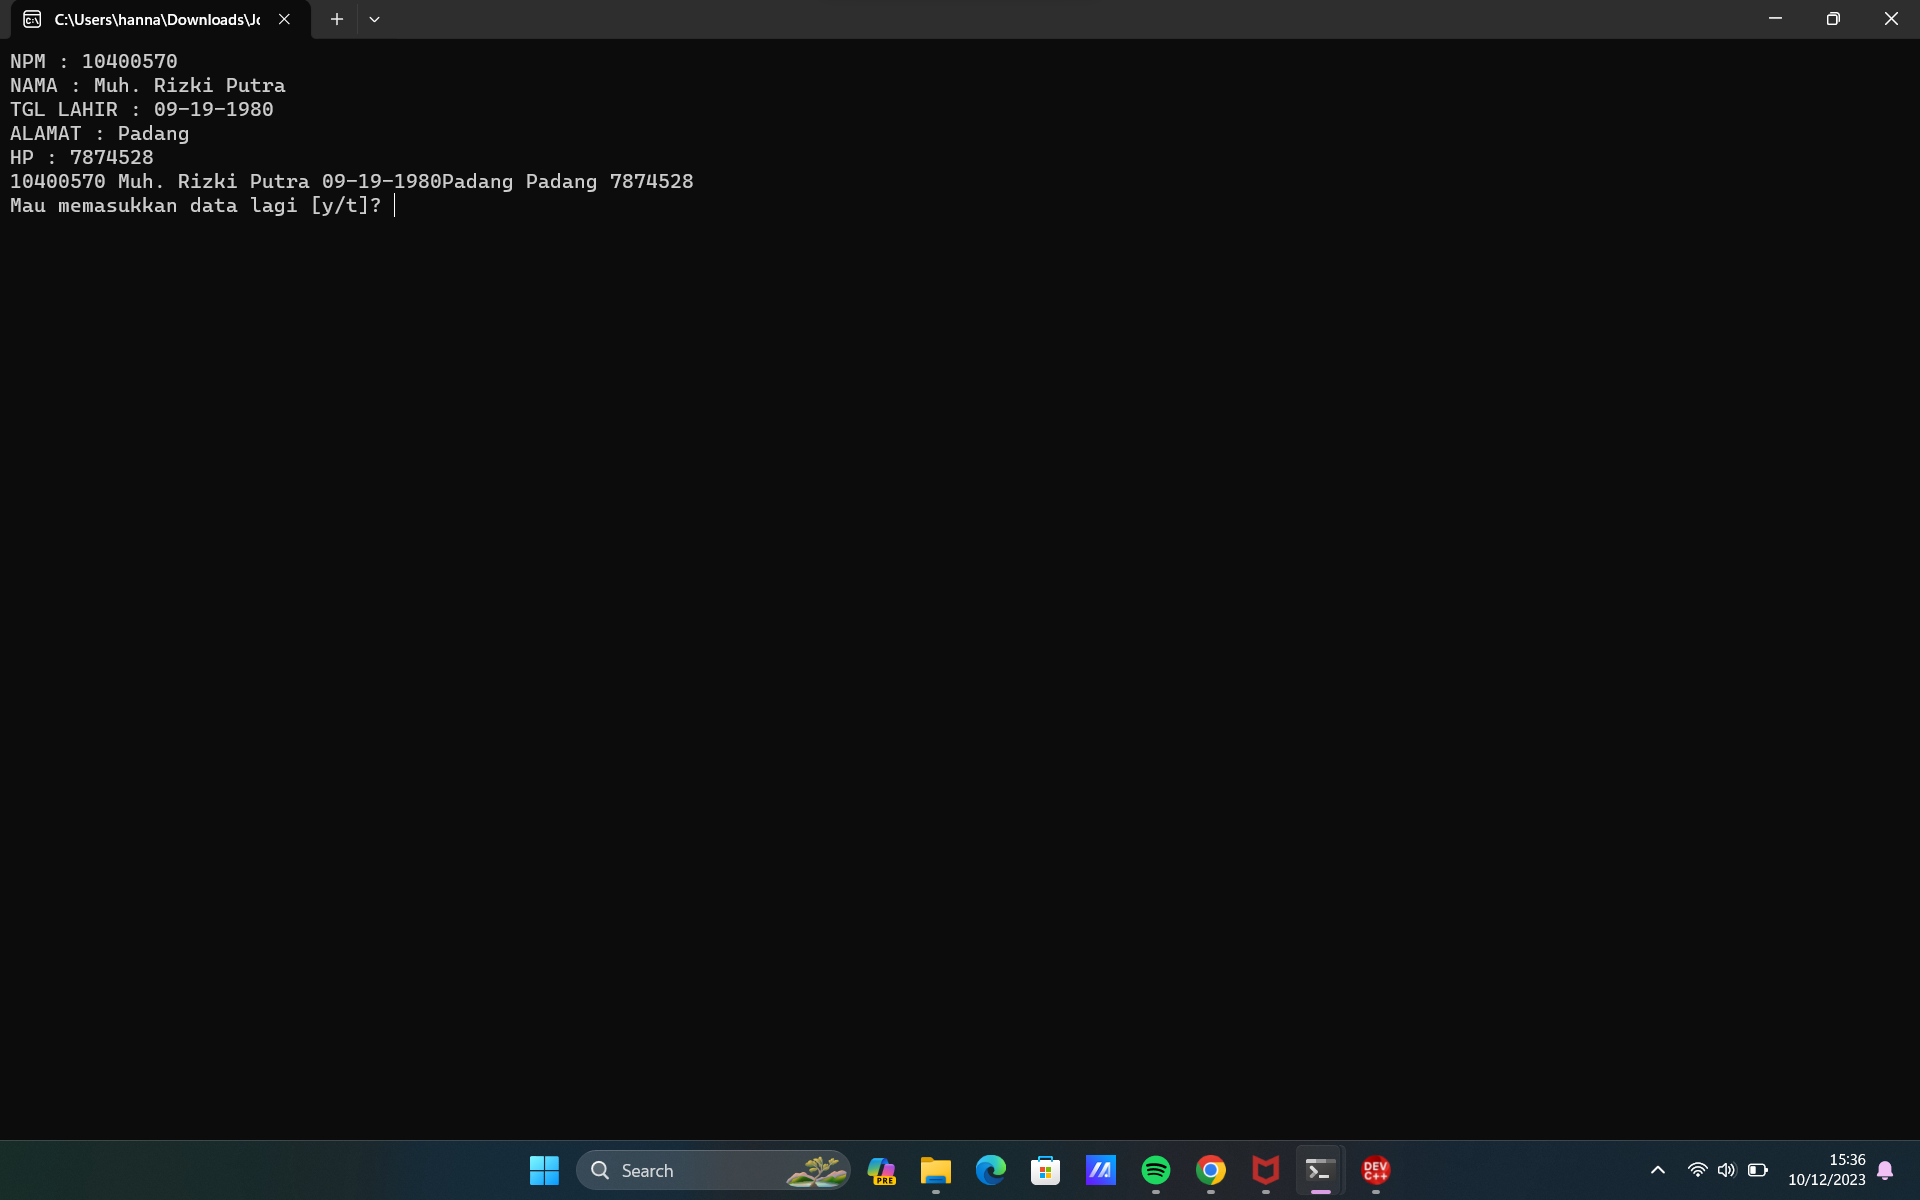 C:\Users\hanna\Downloads\Jo
NPM : 10400570
NAMA : Muh. Rizki Putra
TGL LAHIR : 09-19-1980
ALAMAT : Padang
HP : 7874528
10400570 Muh. Rizki Putra 09-19-1980Padang Padang 7874528
Mau memasukkan data lagi [y/t]?
Search
PRE
DEV
C++
15:36
10/12/2023